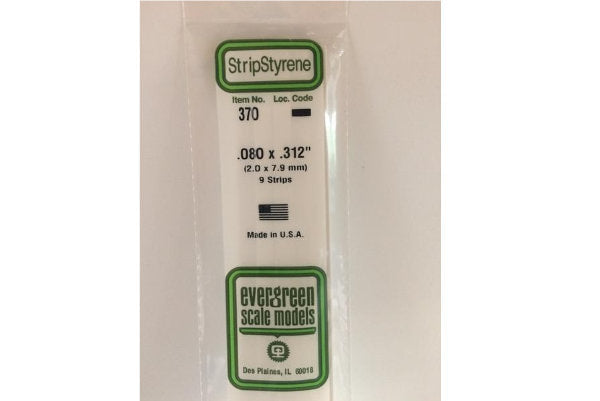 StripStyrene
Item No. Loc. Code
370
.080 x .312"
(2.0 x 7.9 mm)
9 Strips
Made in U.S.A.
evergreen
scale models
Des Plaines, IL 60018